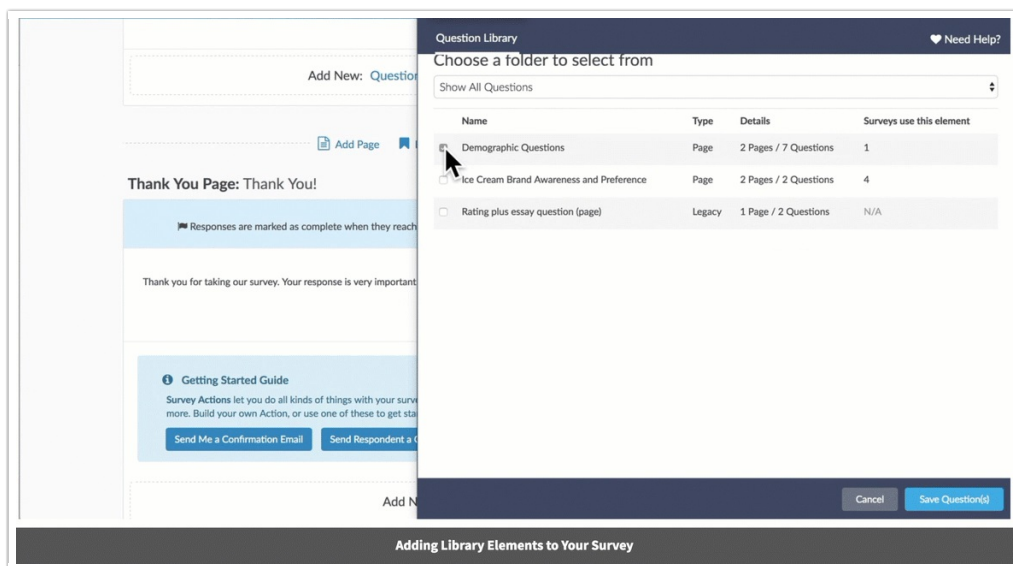 Question Library
Need Help?
Choose a folder to select from
Show All Questions
Name Type Details Surveys use this element
Demographic Questions Page 2 Pages / 7 Questions 1
Ice Cream Brand Awareness and Preference Page 2 Pages / 2 Questions 4
Rating plus essay question (page) Legacy 1 Page / 2 Questions N/A
Cancel Save Question(s)
Add New: Question
Add Page
Thank You Page: Thank You!
Responses are marked as complete when they reach
Thank you for taking our survey. Your response is very important
Getting Started Guide
Survey Actions let you do all kinds of things with your
more. Build your own Action, or use one of these to get
Send Me a Confirmation Email Send Respondent a
Add
Adding Library Elements to Your Survey